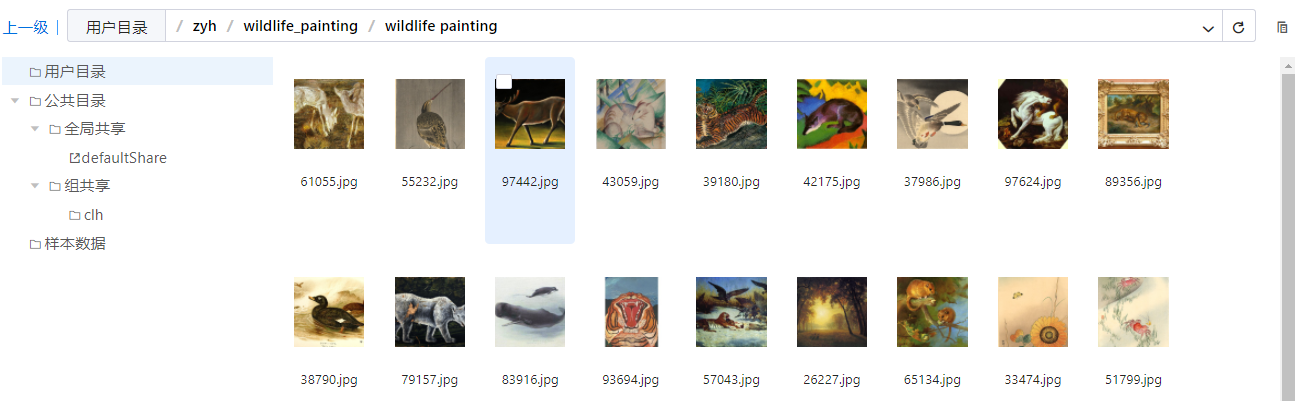 上一级 | 用户目录 / zyh / wildlife_painting / wildlife painting
用户目录
公共目录
全局共享
defaultShare
组共享
clh
样本数据
61055.jpg 55232.jpg 97442.jpg 43059.jpg 39180.jpg 42175.jpg 37986.jpg 97624.jpg 89356.jpg
38790.jpg 79157.jpg 83916.jpg 93694.jpg 57043.jpg 26227.jpg 65134.jpg 33474.jpg 51799.jpg